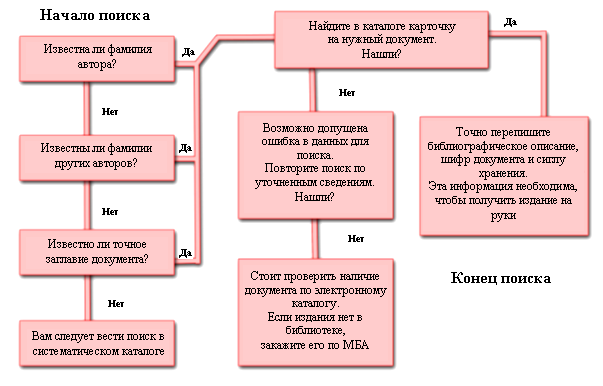 Начало поиска
Известна ли фамилия
автора?
Да
Нет
Известны ли фамилии
других авторов?
Да
Нет
Известно ли точное
заглавие документа?
Да
Нет
Вам следует вести поиск в
систематическом каталоге
Найдите в каталоге карточку
на нужный документ.
Нашли?
Да
Нет
Возможно допущена
ошибка в данных для
поиска.
Повторите поиск по
уточненным сведениям.
Нашли?
Нет
Стоит проверить наличие
документа по электронному
каталогу.
Если издания нет в
библиотеке,
закажите его по МБА
Точно перепишите
библиографическое описание,
шифр документа и сиглу
хранения.
Эта информация необходима,
чтобы получить издание на
руки
Конец поиска